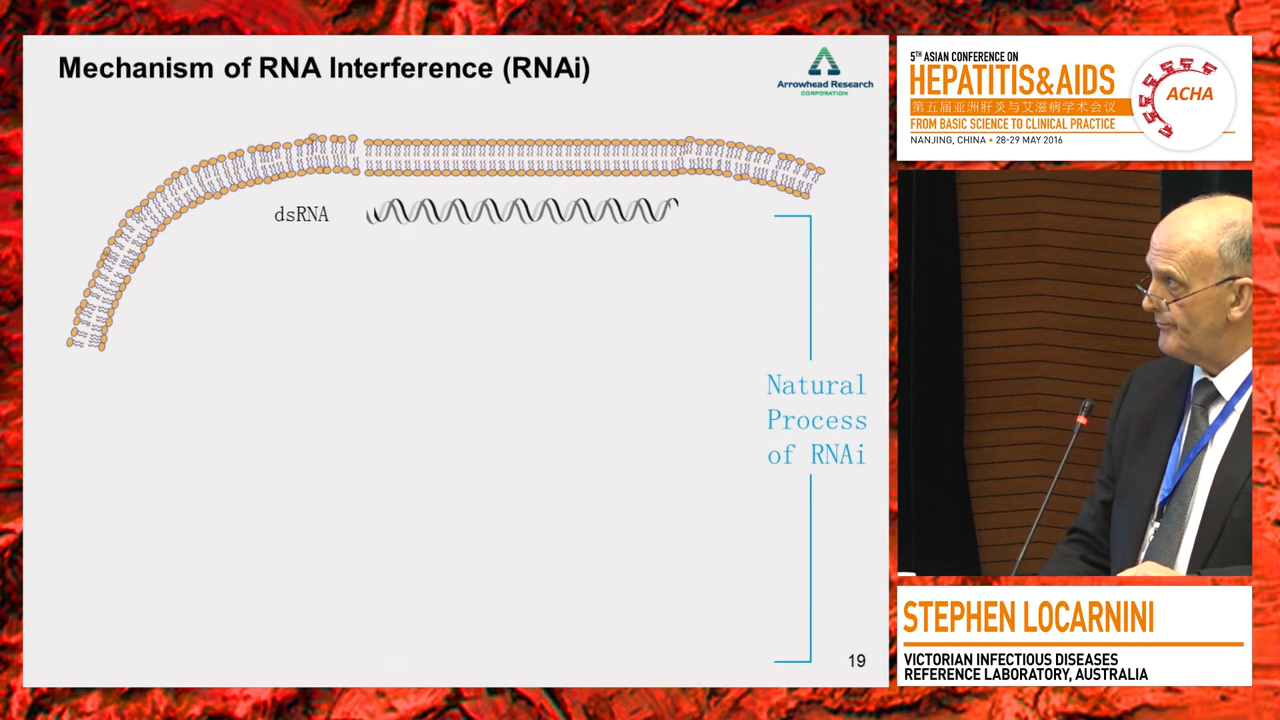 Mechanism of RNA Interference (RNAi)
Arrowhead Research
CORPORATION
dsRNA
Natural
Process
of RNAi
19
5TH ASIAN CONFERENCE ON
HEPATITIS&AIDS
第五届亚洲肝炎与艾滋病学术会议
FROM BASIC SCIENCE TO CLINICAL PRACTICE
NANJING, CHINA • 28-29 MAY 2016
ACHA
STEPHEN LOCARNINI
VICTORIAN INFECTIOUS DISEASES
REFERENCE LABORATORY, AUSTRALIA